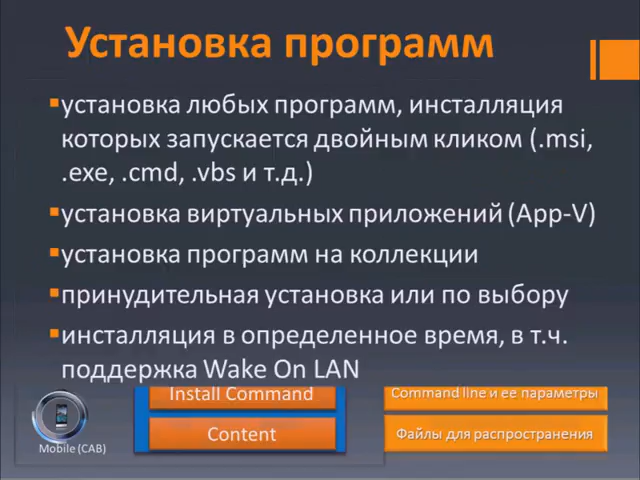 Установка программ
установка любых программ, инсталляция
которых запускается двойным кликом (.msi,
.exe, .cmd, .vbs и т.д.)
установка виртуальных приложений (App-V)
установка программ на коллекции
принудительная установка или по выбору
инсталляция в определенное время, в т.ч.
поддержка Wake On LAN
Install Command
Command line и ее параметры
Content
Файлы для распространения
Mobile (CAB)